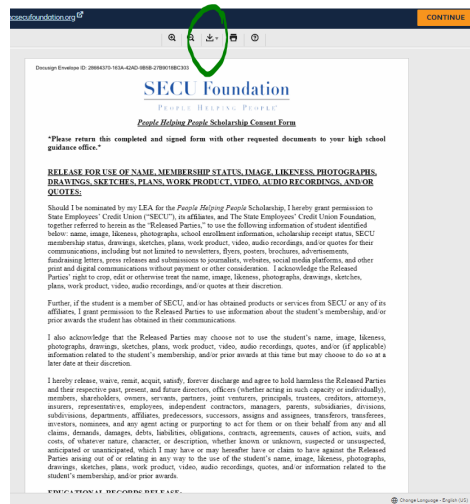 csecufoundation.org
CONTINUE
Docusign Envelope ID:
SECU Foundation
PEOPLE HELPING PEOPLE
People Helping People Scholarship Consent Form
*Please return this completed and signed form with other requested documents to your high school
guidance office.*
RELEASE FOR USE OF NAME, MEMBERSHIP STATUS, IMAGE, LIKENESS, PHOTOGRAPHS,
DRAWINGS, SKETCHES, PLANS, WORK PRODUCT, VIDEO, AUDIO RECORDINGS, AND/OR
QUOTES:
Should I be nominated by my LEA for the People Helping People Scholarship, I hereby grant permission to
State Employees' Credit Union ("SECU"), its affiliates, and The State Employees' Credit Union Foundation,
together referred to herein as the "Released Parties," to use the following information of student identified
below: name, image, likeness, photographs, school enrollment information, scholarship receipt status, SECU
membership status, drawings, sketches, plans, work product, video, audio recordings, and/or quotes for their
communications, including but not limited to newsletters, flyers, posters, brochures, advertisements,
fundraising letters, press releases and submissions to journalists, websites, social media platforms, and other
print and digital communications without payment or other consideration. I acknowledge the Released
Parties' right to crop, edit or otherwise treat the name, image, likeness, photographs, drawings, sketches,
plans, work product, video, audio recordings, and/or quotes at their discretion.
Further, if the student is a member of SECU, and/or has obtained products or services from SECU or any of its
affiliates, I grant permission to the Released Parties to use information about the student's membership, and/or
prior awards the student has obtained in their communications.
I also acknowledge that the Released Parties may choose not to use the student's name, image, likeness,
photographs, drawings, sketches, plans, work product, video, audio recordings, quotes, and/or (if applicable)
information related to the student's membership, and/or prior awards at this time but may choose to do so at a
later date at their discretion.
I hereby release, waive, remit, acquit, satisfy, forever discharge and agree to hold harmless the Released Parties
and their respective past, present, and future directors, officers (whether acting in such capacity or individually),
members, shareholders, owners, servants, partners, joint venturers, principals, trustees, creditors, attorneys,
insurers, representatives, employees, independent contractors, managers, parents, subsidiaries, divisions,
subdivisions, departments, affiliates, predecessors, successors, assigns and assignees, transferors, transferees,
investors, nominees, and any agent acting or purporting to act for them or on their behalf from any and all
claims, demands, damages, debts, liabilities, obligations, contracts, agreements, causes of action, suits, and
costs, of whatever nature, character, or description, whether known or unknown, suspected or unsuspected,
anticipated or unanticipated, which I may have or may hereafter have or claim to have against the Released
Parties arising out of or relating in any way to the use of the student's name, image, likeness, photographs,
drawings, sketches, plans, work product, video, audio recordings, quotes, and/or information related to the
student's membership, and/or prior awards.
EDUCATIONAL RECORDS RELEASE:
Change Language - English (US)